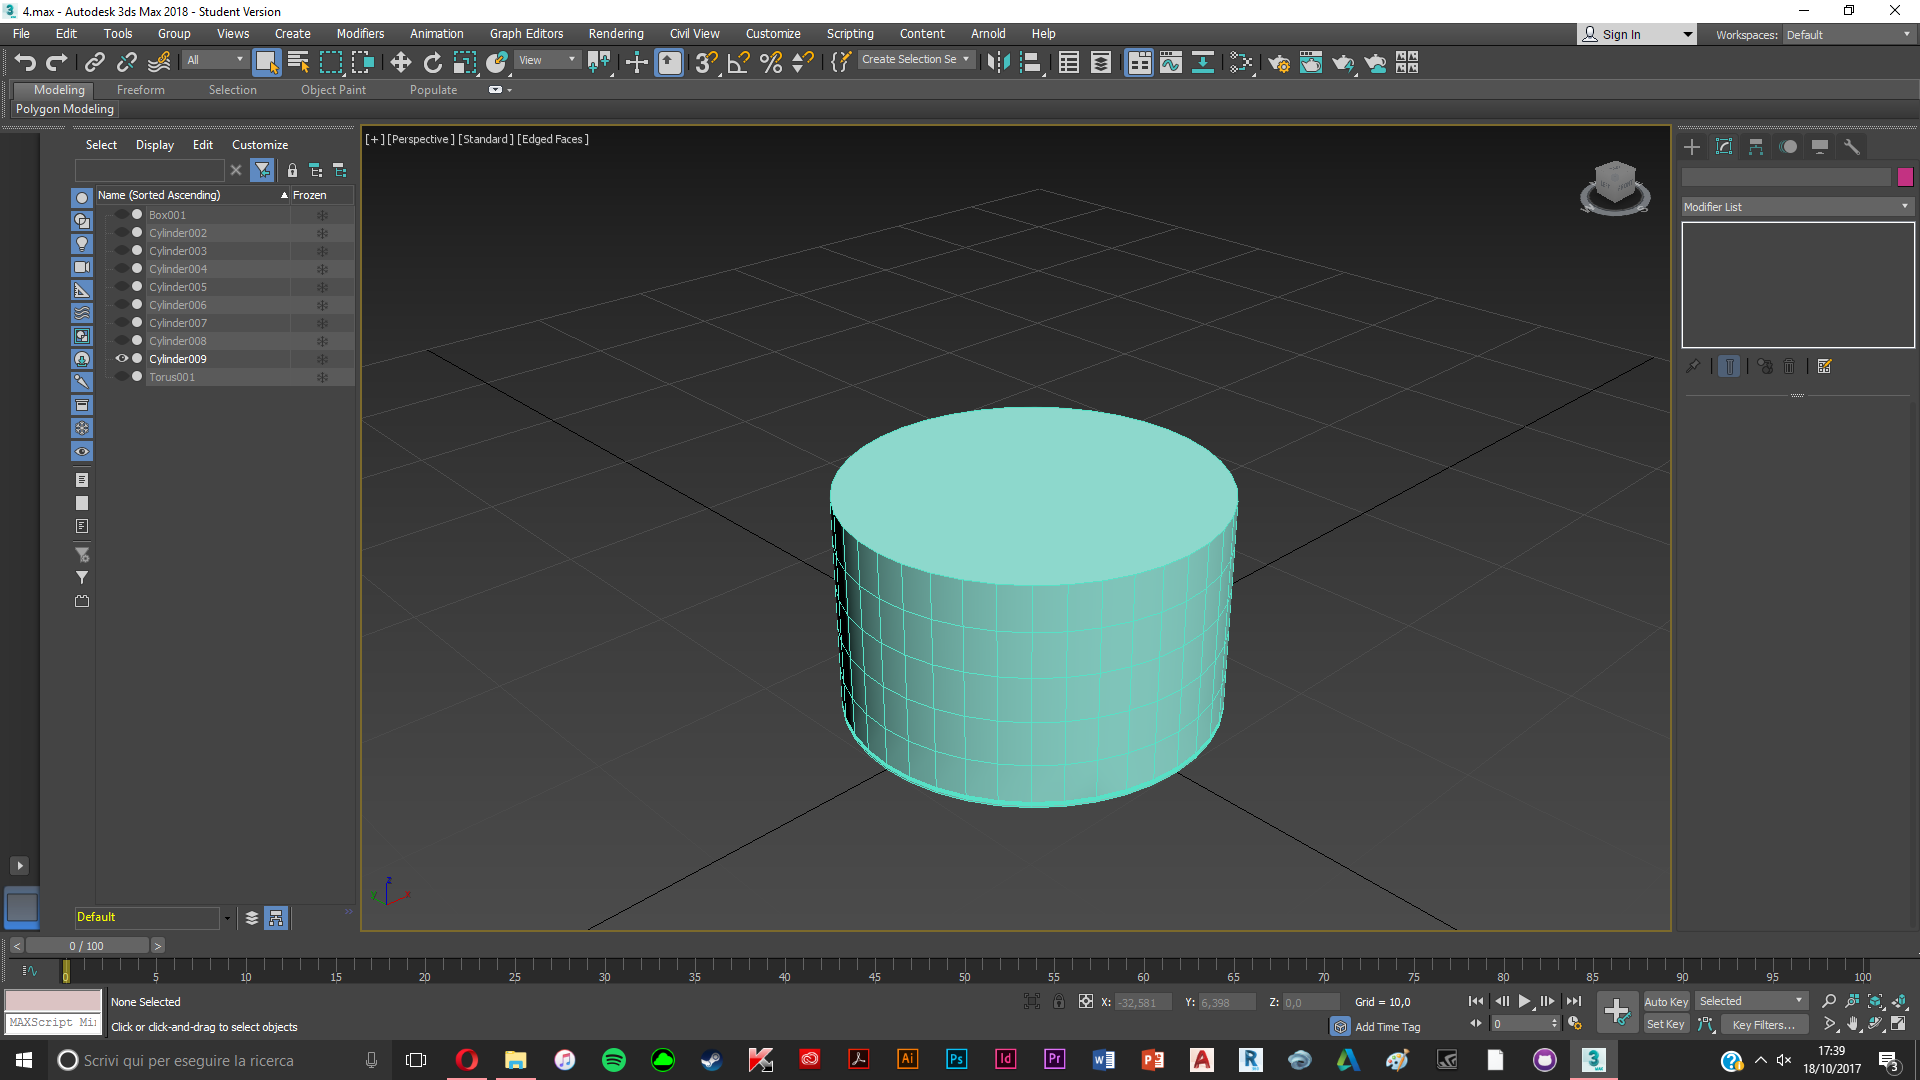 4.max - Autodesk 3ds Max 2018 - Student Version
File Edit Tools Group Views Create Modifiers Animation Graph Editors Rendering Civil View Customize Scripting Content Arnold Help
Sign In
Workspaces: Default
All
View
Create Selection Se
Modeling Freeform Selection Object Paint Populate
Polygon Modeling
Select Display Edit Customize
Name (Sorted Ascending) Frozen
Box001
Cylinder002
Cylinder003
Cylinder004
Cylinder005
Cylinder006
Cylinder007
Cylinder008
Cylinder009
Torus001
[+] [Perspective] [Standard] [Edged Faces]
Modifier List
Default
0 / 100
0 5 10 15 20 25 30 35 40 45 50 55 60 65 70 75 80 85 90 95 100
None Selected
X: -32,581 Y: 6,398 Z: 0,0 Grid = 10,0
Auto Key Selected
MAXScript Mi
Click or click-and-drag to select objects
Add Time Tag
0
Set Key Key Filters...
Scrivi qui per eseguire la ricerca
17:39
18/10/2017
3